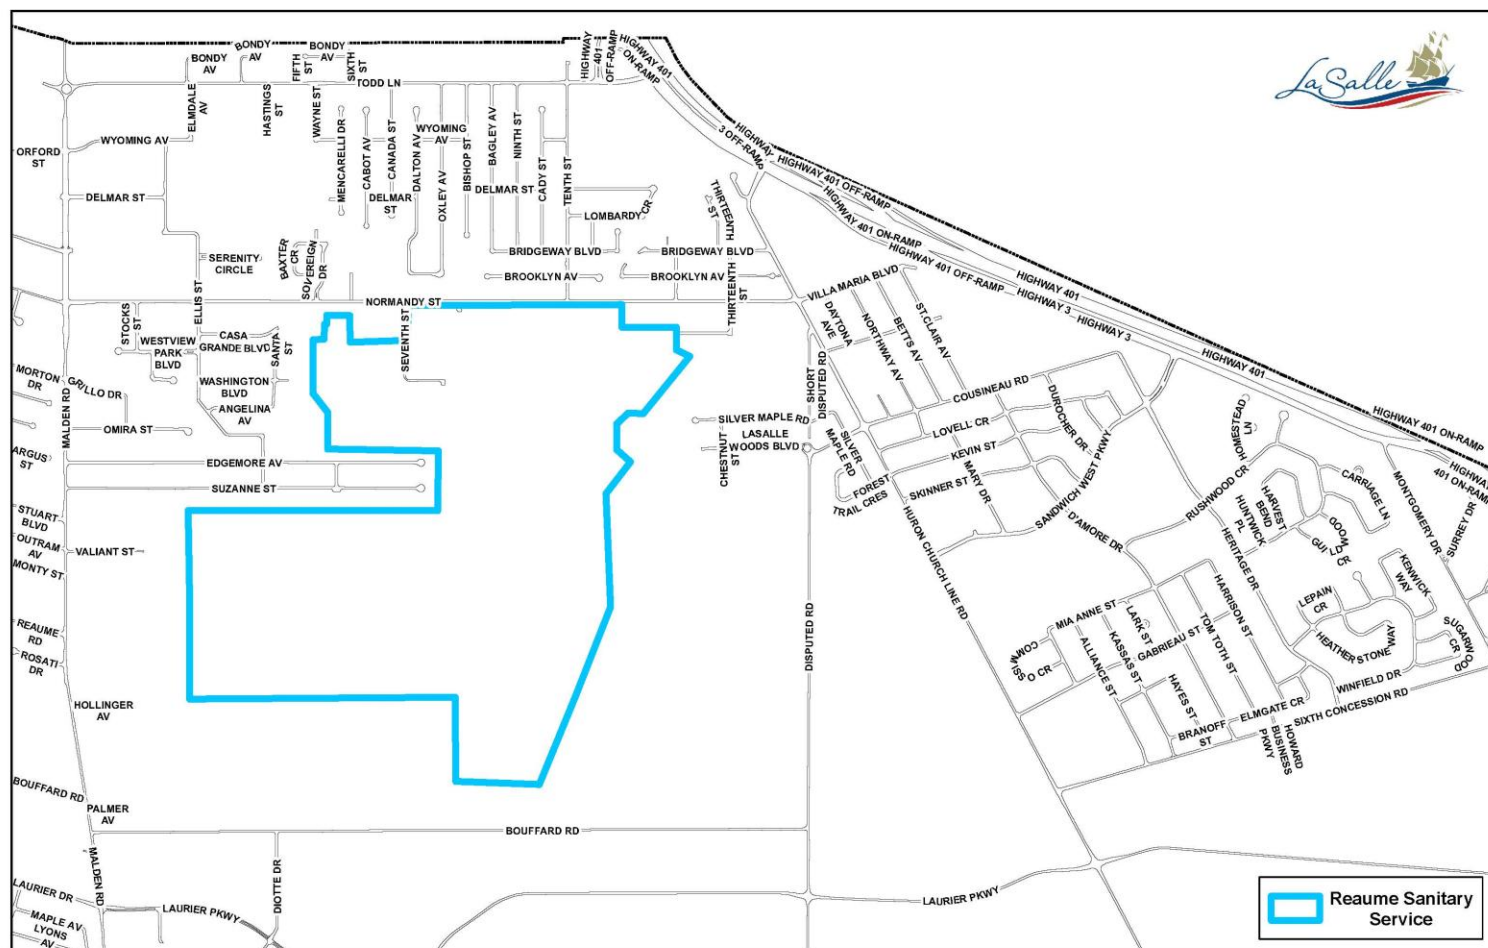 BONDY
AV
BONDY
AV
BONDY
AV
FIFTH
ST
SIXTH
ST
HIGHWAY
401
OFF-RAMP
HIGHWAY 401
ON-RAMP
LaSalle
TODD LN
ELMDALE
AV
HASTINGS
ST
WAYNE ST
MENCARELLI DR
CABOT AV
CANADA ST
DALTON AV
WYOMING
AV
OXLEY AV
BISHOP ST
BAGLEY AV
NINTH ST
CADY ST
TENTH ST
WYOMING AV
ORFORD
ST
DELMAR ST
DELMAR
ST
DELMAR ST
LOMBARDY
CR
THIRTEENTH
ST
HIGHWAY
3 OFF-RAMP
HIGHWAY 401 OFF-RAMP
HIGHWAY 401 ON-RAMP
HIGHWAY 401 OFF-RAMP
HIGHWAY 401
HIGHWAY 3
HIGHWAY 3
HIGHWAY 401
HIGHWAY 401 ON-RAMP
HIGHWAY
401 ON-RAMP
SERENITY
CIRCLE
BAXTER
CR
SOVEREIGN
DR
BRIDGEWAY BLVD
BRIDGEWAY BLVD
BROOKLYN AV
BROOKLYN AV
THIRTEENTH
ST
ELLIS ST
NORMANDY ST
SEVENTH ST
STOCKS
ST
CASA
GRANDE BLVD
SANTA
ST
WESTVIEW
PARK
BLVD
WASHINGTON
BLVD
ANGELINA
AV
MORTON
DR
GRILLO DR
MALDEN RD
OMIRA ST
ARGUS
ST
EDGEMORE AV
SUZANNE ST
STUART
BLVD
OUTRAM
AV
VALIANT ST
MONTY ST
REAUME
RD
ROSATI
DR
HOLLINGER
AV
BOUFFARD RD
PALMER
AV
MALDEN RD
BOUFFARD RD
DIOTTE DR
LAURIER DR
LAURIER PKWY
MAPLE AV
LYONS
AV
LAURIER PKWY
VILLA MARIA BLVD
DAYTONA
AVE
NORTHWAY AV
BETTS AV
ST.CLAIR AV
SHORT
DISPUTED RD
SILVER MAPLE RD
CHESTNUT
ST
LASALLE
WOODS BLVD
SILVER
MAPLE RD
FOREST
TRAIL CRES
COUSINEAU RD
LOVELL CR
KEVIN ST
SKINNER ST
MARY DR
DUROCHER DR
SANDWICH WEST PKWY
D'AMORE DR
HURON CHURCH LINE RD
DISPUTED RD
RUSHWOOD CR
HOMESTEAD
LN
HARVEST
BEND
HUNTWICK
PL
CARRIAGE LN
GUILDWOOD
CR
MONTGOMERY DR
SURREY DR
HERITAGE DR
KENWICK
WAY
LEPAIN
CR
HEATHERSTONE WAY
SUGARWOOD
CR
WINFIELD DR
SIXTH CONCESSION RD
MIA ANNE ST
LARK ST
KASSAS ST
ALLIANCE ST
GABRIEAU ST
TOM TOTH ST
HARRISON ST
HAYES ST
COMMISSO CR
BRANOFF
ST
ELMGATE CR
HOWARD
BUSINESS
PKWY
Reaume Sanitary
Service